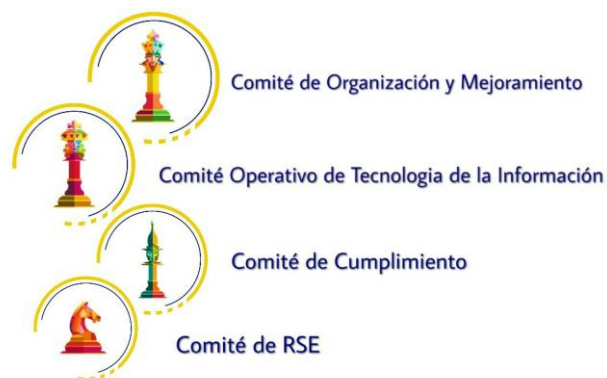 Comité de Organización y Mejoramiento
Comité Operativo de Tecnologia de la Información
Comité de Cumplimiento
Comité de RSE